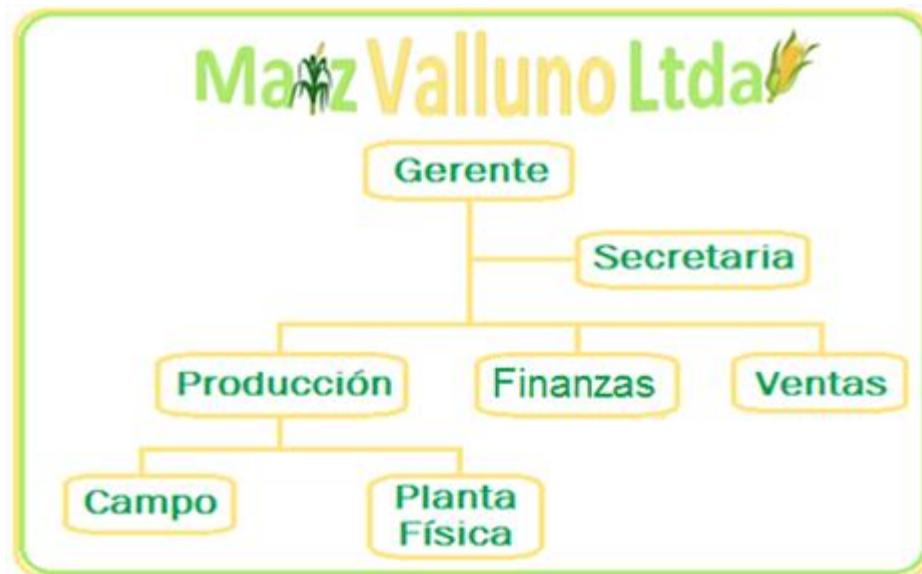 Maíz Valluno Ltda
Gerente
Secretaria
Producción
Finanzas
Ventas
Campo
Planta
Física